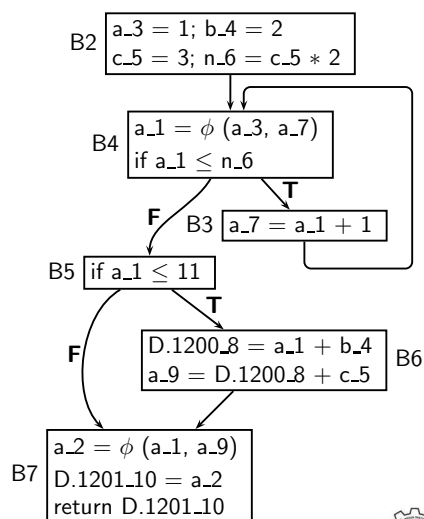 B2
a_3 = 1; b_4 = 2
c_5 = 3; n_6 = c_5 * 2
B4
a_1 = ϕ (a_3, a_7)
if a_1 ≤ n_6
F
T
B3
a_7 = a_1 + 1
B5
if a_1 ≤ 11
F
T
D.1200_8 = a_1 + b_4
a_9 = D.1200_8 + c_5
B6
B7
a_2 = ϕ (a_1, a_9)
D.1201_10 = a_2
return D.1201_10